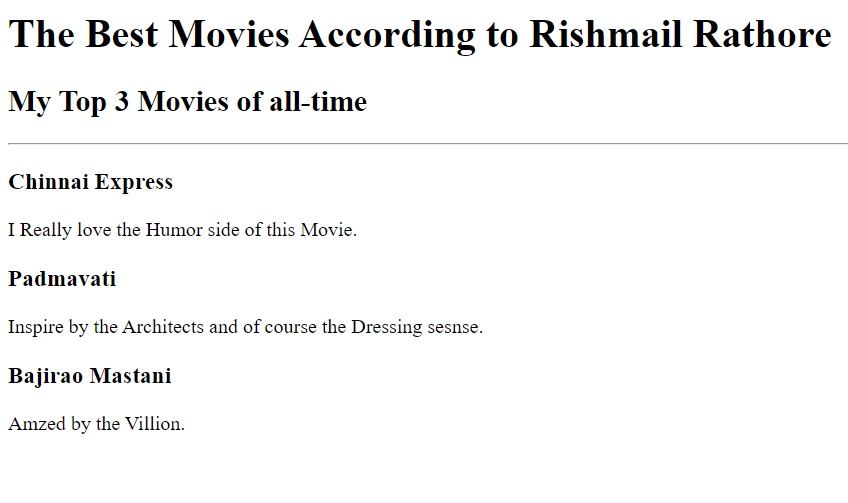 The Best Movies According to Rishmail Rathore
My Top 3 Movies of all-time
Chinnai Express
I Really love the Humor side of this Movie.
Padmavati
Inspire by the Architects and of course the Dressing sesnse.
Bajirao Mastani
Amzed by the Villion.